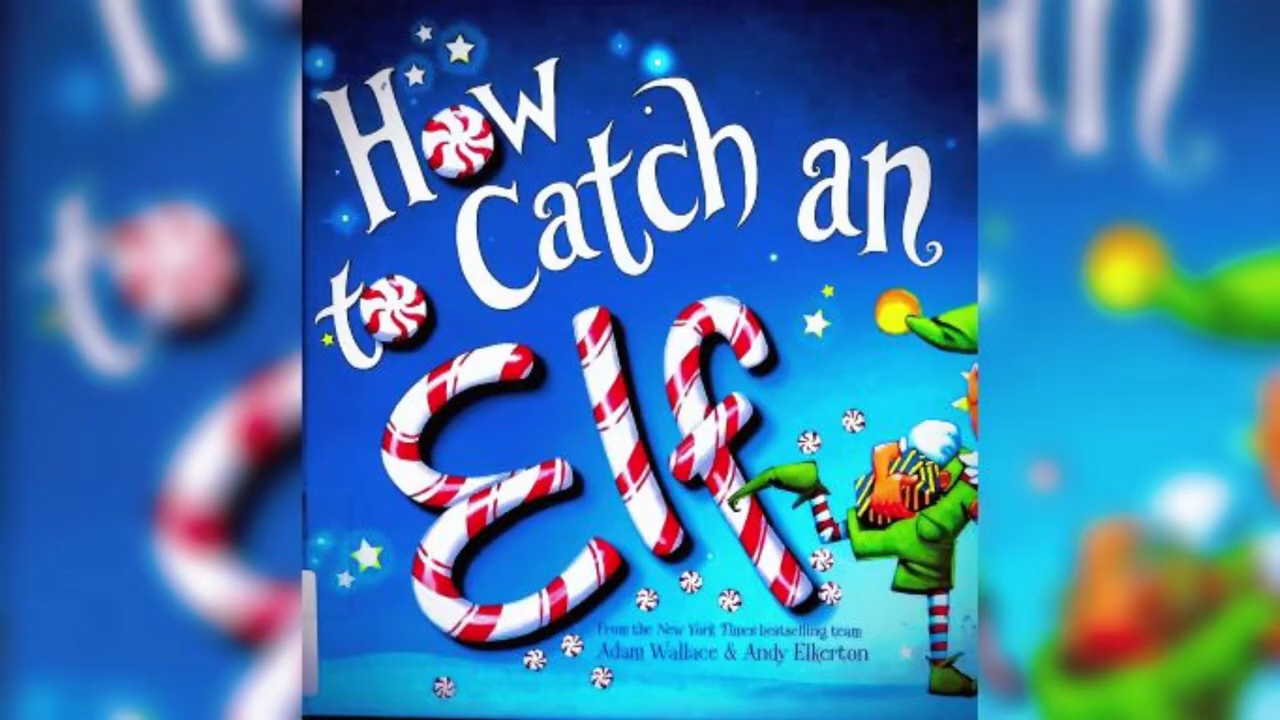 How
Catch an
to
Elf
From the New York Times bestselling team
Adam Wallace & Andy Elkerton